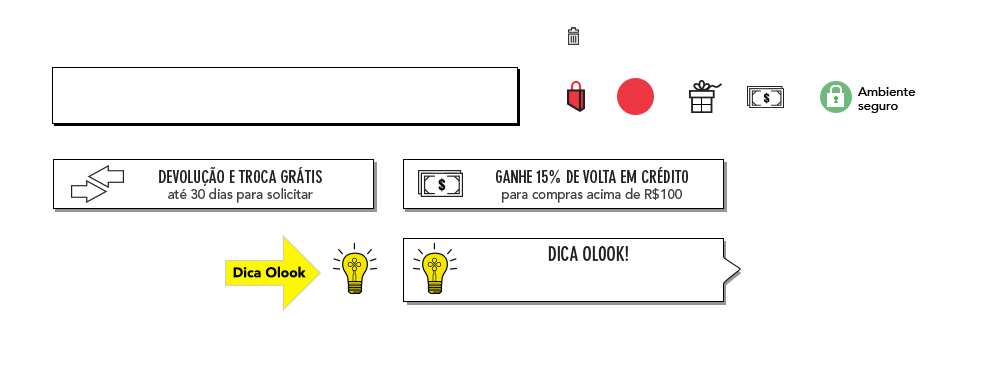 Ambiente
seguro
DEVOLUÇÃO E TROCA GRÁTIS
até 30 dias para solicitar
$
GANHE 15% DE VOLTA EM CRÉDITO
para compras acima de R$100
Dica Olook
DICA OLOOK!